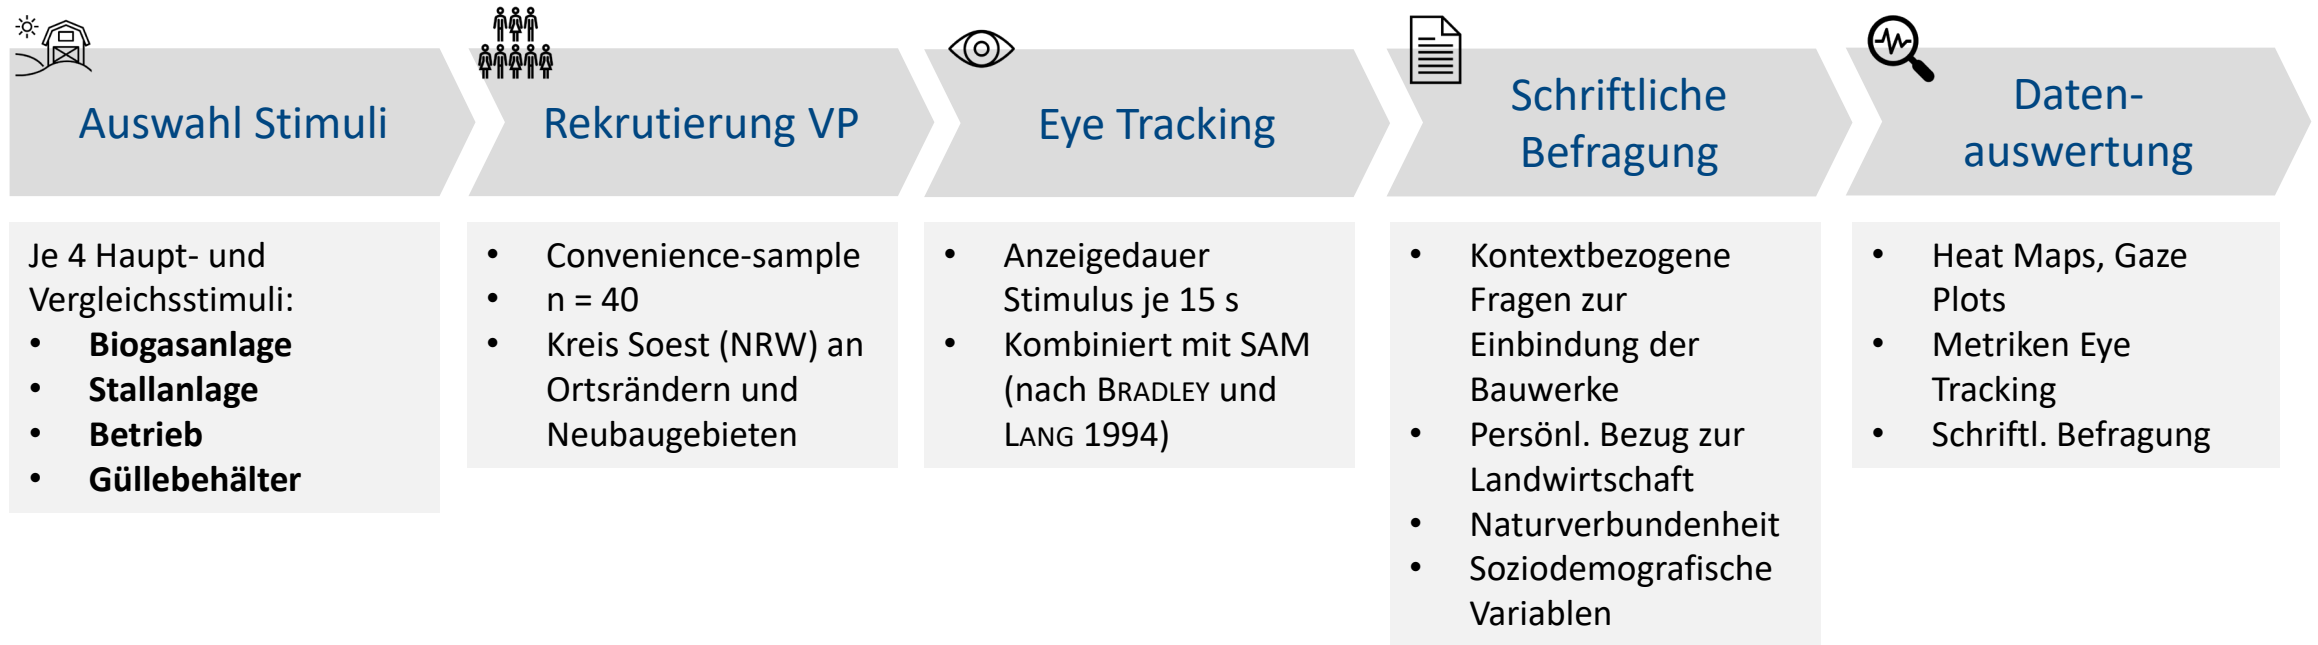 Auswahl Stimuli
Rekrutierung VP
Eye Tracking
Schriftliche
Befragung
Daten-
auswertung
Je 4 Haupt- und
Vergleichsstimuli:
• Biogasanlage
• Stallanlage
• Betrieb
• Güllebehälter
• Convenience-sample
• n = 40
• Kreis Soest (NRW) an
Ortsrändern und
Neubaugebieten
• Anzeigedauer
Stimulus je 15 s
• Kombiniert mit SAM
(nach BRADLEY und
LANG 1994)
• Kontextbezogene
Fragen zur
Einbindung der
Bauwerke
• Persönl. Bezug zur
Landwirtschaft
• Naturverbundenheit
• Soziodemografische
Variablen
• Heat Maps, Gaze
Plots
• Metriken Eye
Tracking
• Schriftl. Befragung